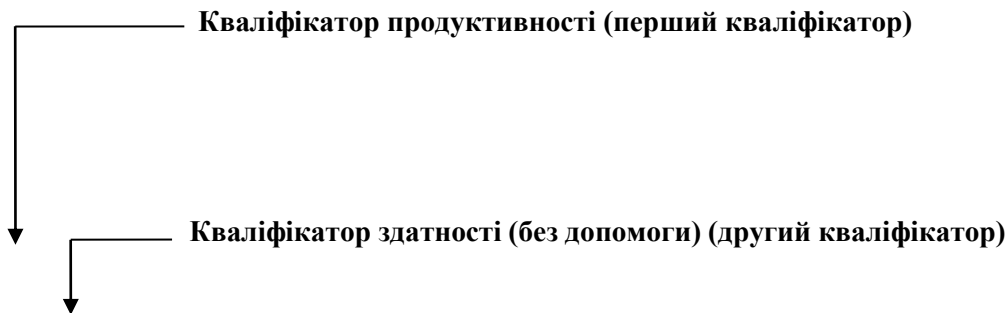 Кваліфікатор продуктивності (перший кваліфікатор)
Кваліфікатор здатності (без допомоги) (другий кваліфікатор)